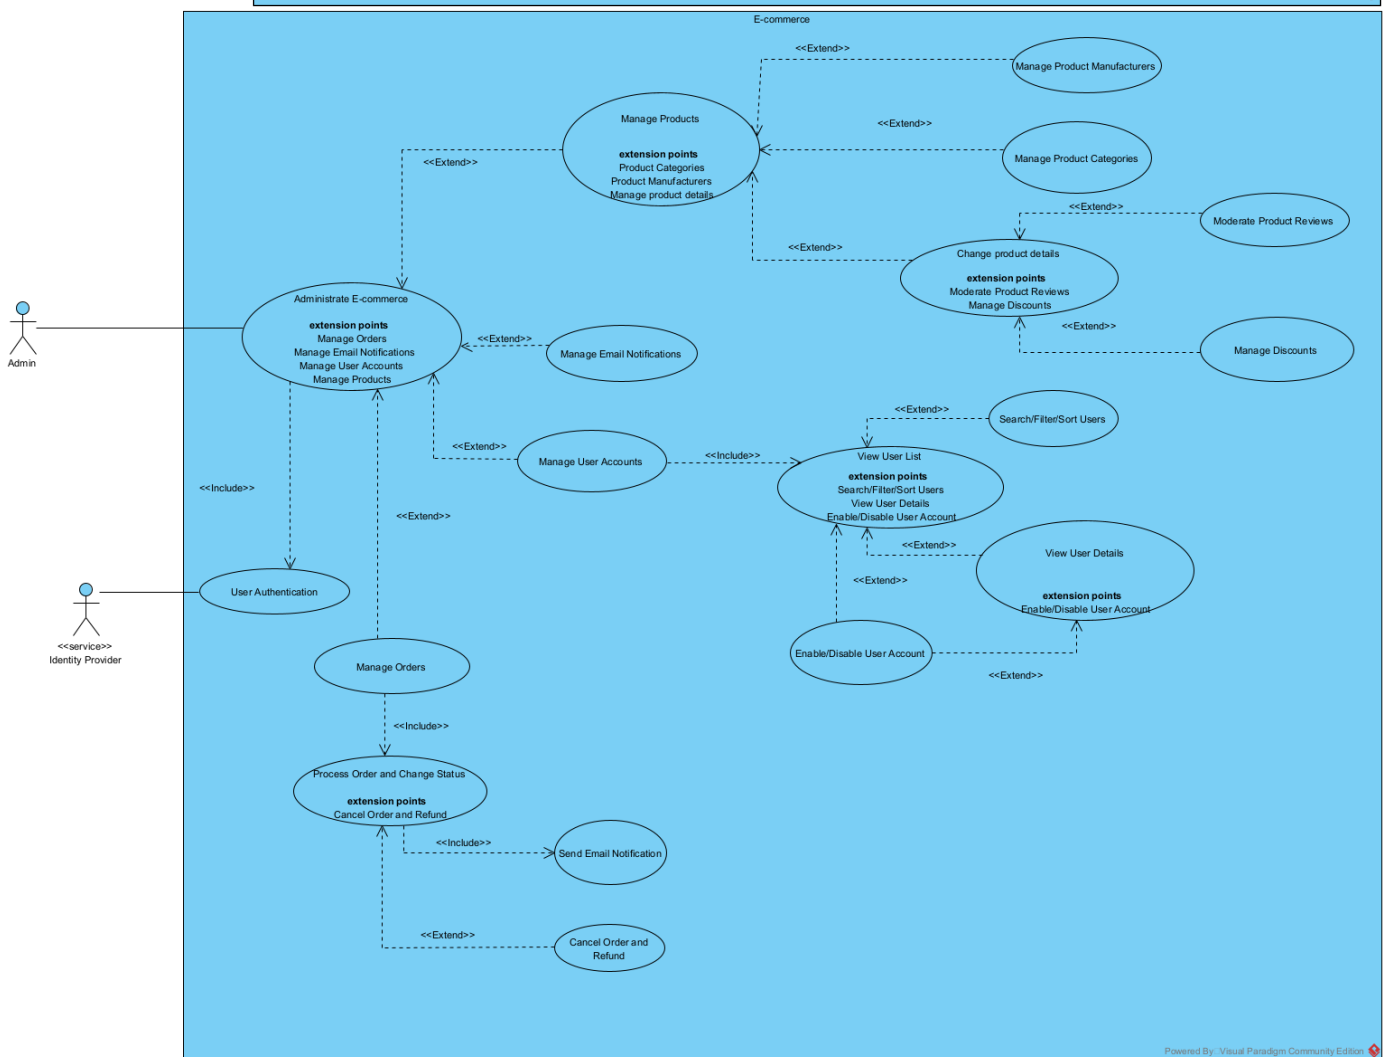 E-commerce
<<Extend>>
Manage Product Manufacturers
Manage Products
extension points
Product Categories
Product Manufacturers
Manage product details
<<Extend>>
<<Extend>>
Manage Product Categories
<<Extend>>
Moderate Product Reviews
<<Extend>>
Change product details
extension points
Moderate Product Reviews
Manage Discounts
<<Extend>>
Manage Discounts
Admin
Administrate E-commerce
extension points
Manage Orders
Manage Email Notifications
Manage User Accounts
Manage Products
<<Extend>>
Manage Email Notifications
<<Extend>>
Manage User Accounts
<<Include>>
<<Extend>>
Search/Filter/Sort Users
View User List
extension points
Search/Filter/Sort Users
View User Details
Enable/Disable User Account
<<Include>>
<<Extend>>
<<Extend>>
View User Details
extension points
Enable/Disable User Account
<<Extend>>
Enable/Disable User Account
<<Extend>>
User Authentication
<<service>>
Identity Provider
Manage Orders
<<Include>>
Process Order and Change Status
extension points
Cancel Order and Refund
<<Include>>
Send Email Notification
<<Extend>>
Cancel Order and
Refund
Powered By: Visual Paradigm Community Edition